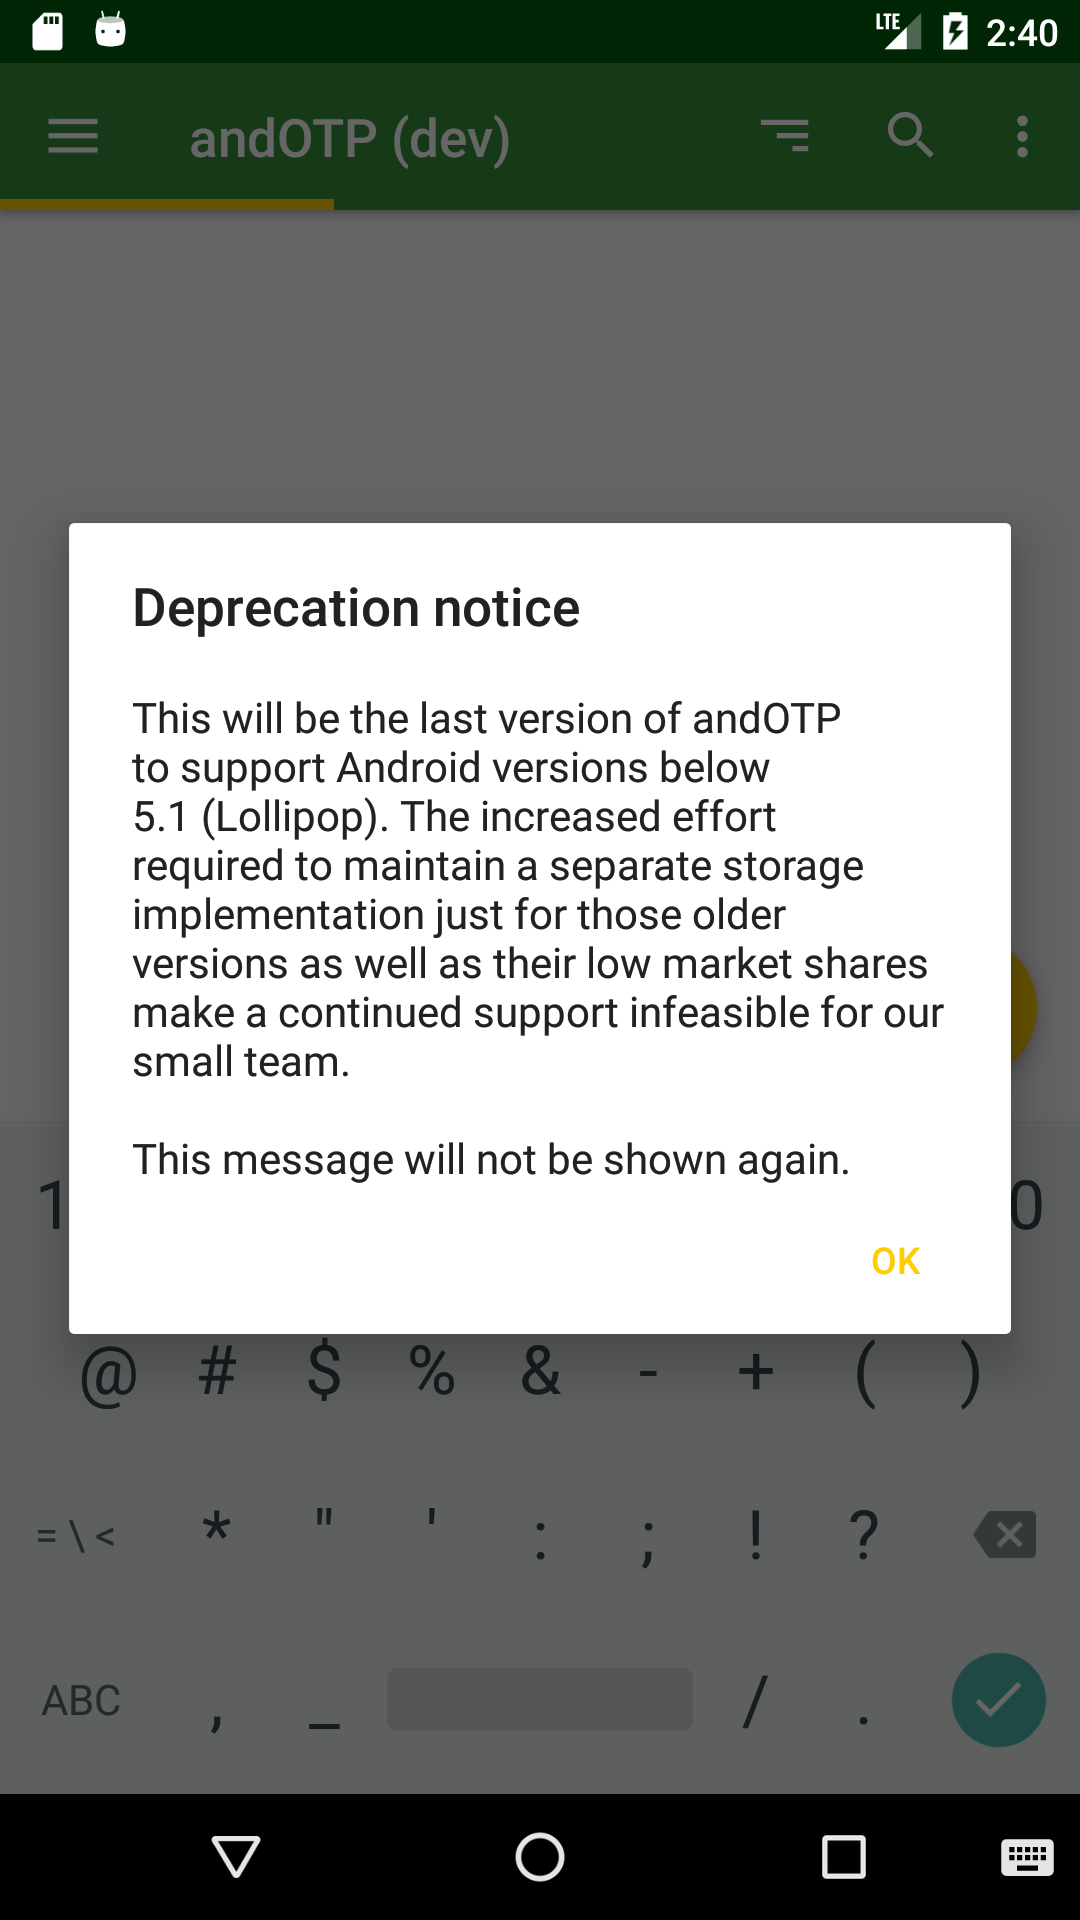 LTE 2:40
andOTP (dev)
Deprecation notice
This will be the last version of andOTP
to support Android versions below
5.1 (Lollipop). The increased effort
required to maintain a separate storage
implementation just for those older
versions as well as their low market shares
make a continued support infeasible for our
small team.
This message will not be shown again.
OK
1 0
@ # $ % & - + ( )
= \ < * " ' : ; ! ?
ABC , _ / .